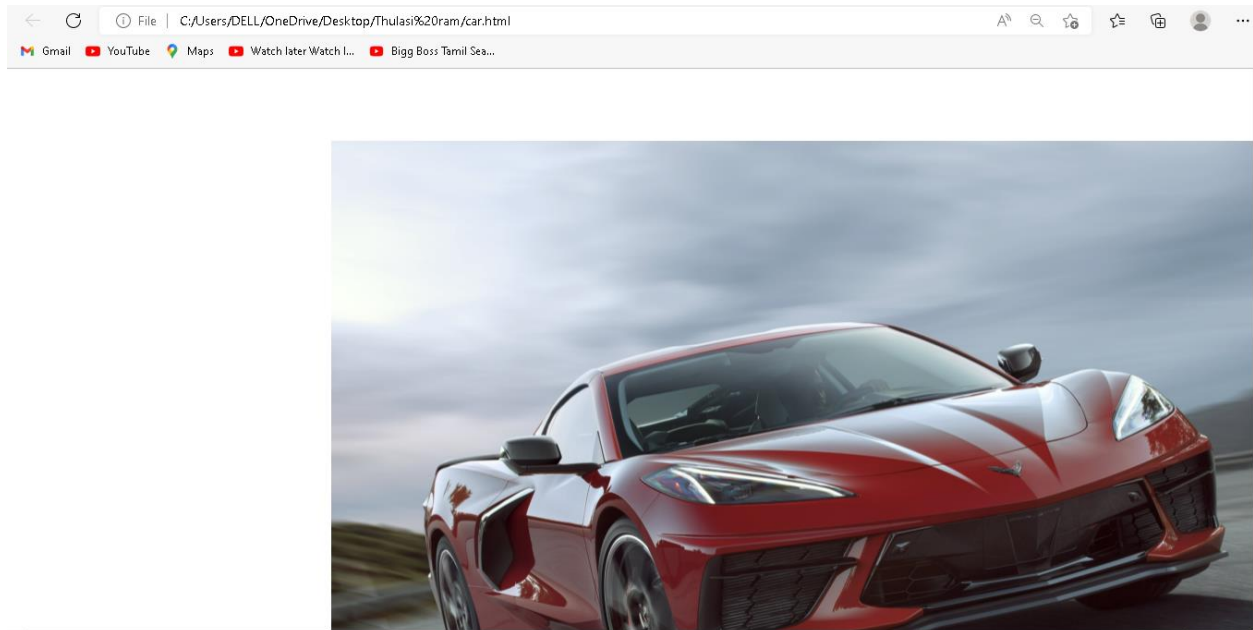 File C:/Users/DELL/OneDrive/Desktop/Thulasi%20ram/car.html A
Gmail YouTube Maps Watch later Watch l... Bigg Boss Tamil Sea...